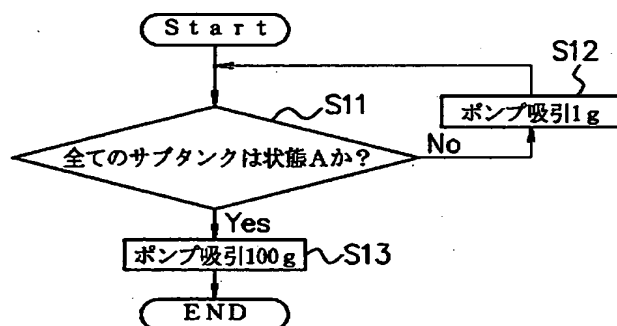 Start
S12
S11
ポンプ吸引1g
全てのサブタンクは状態Aか?
No
Yes
ポンプ吸引100g
S13
END